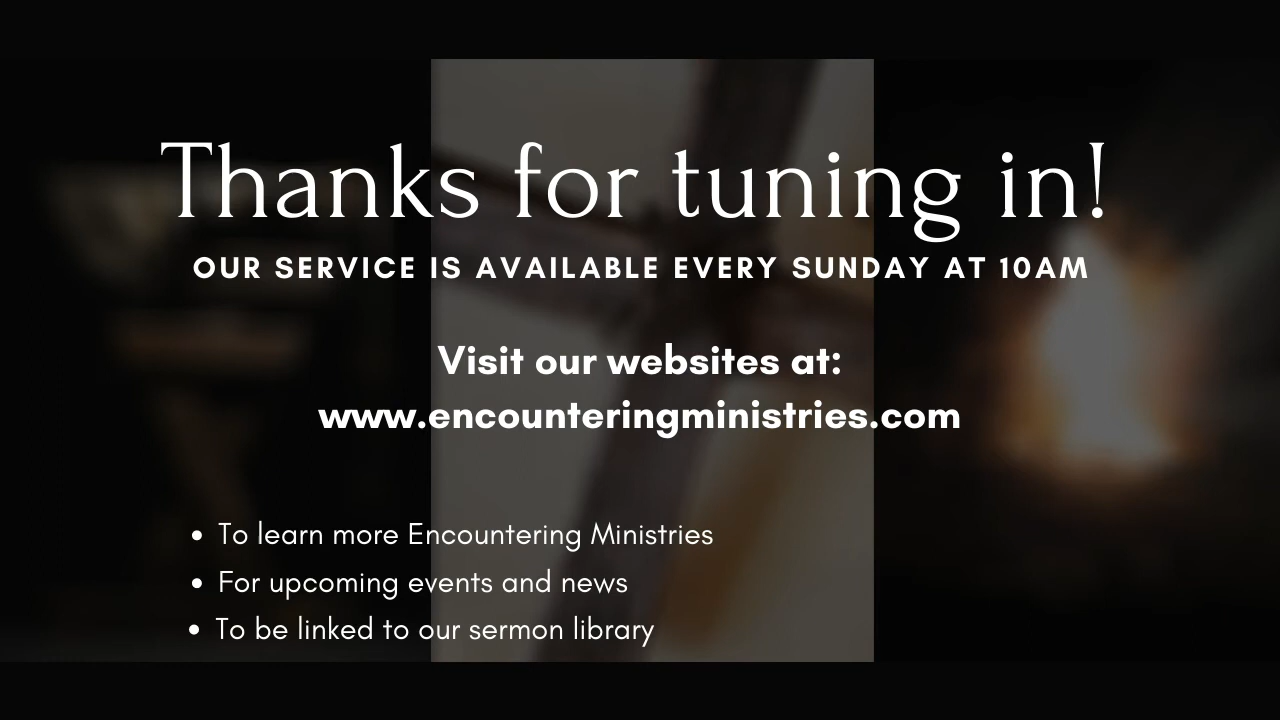 Thanks for tuning in!
OUR SERVICE IS AVAILABLE EVERY SUNDAY AT 10AM
Visit our websites at:
www.encounteringministries.com
• To learn more Encountering Ministries
• For upcoming events and news
• To be linked to our sermon library